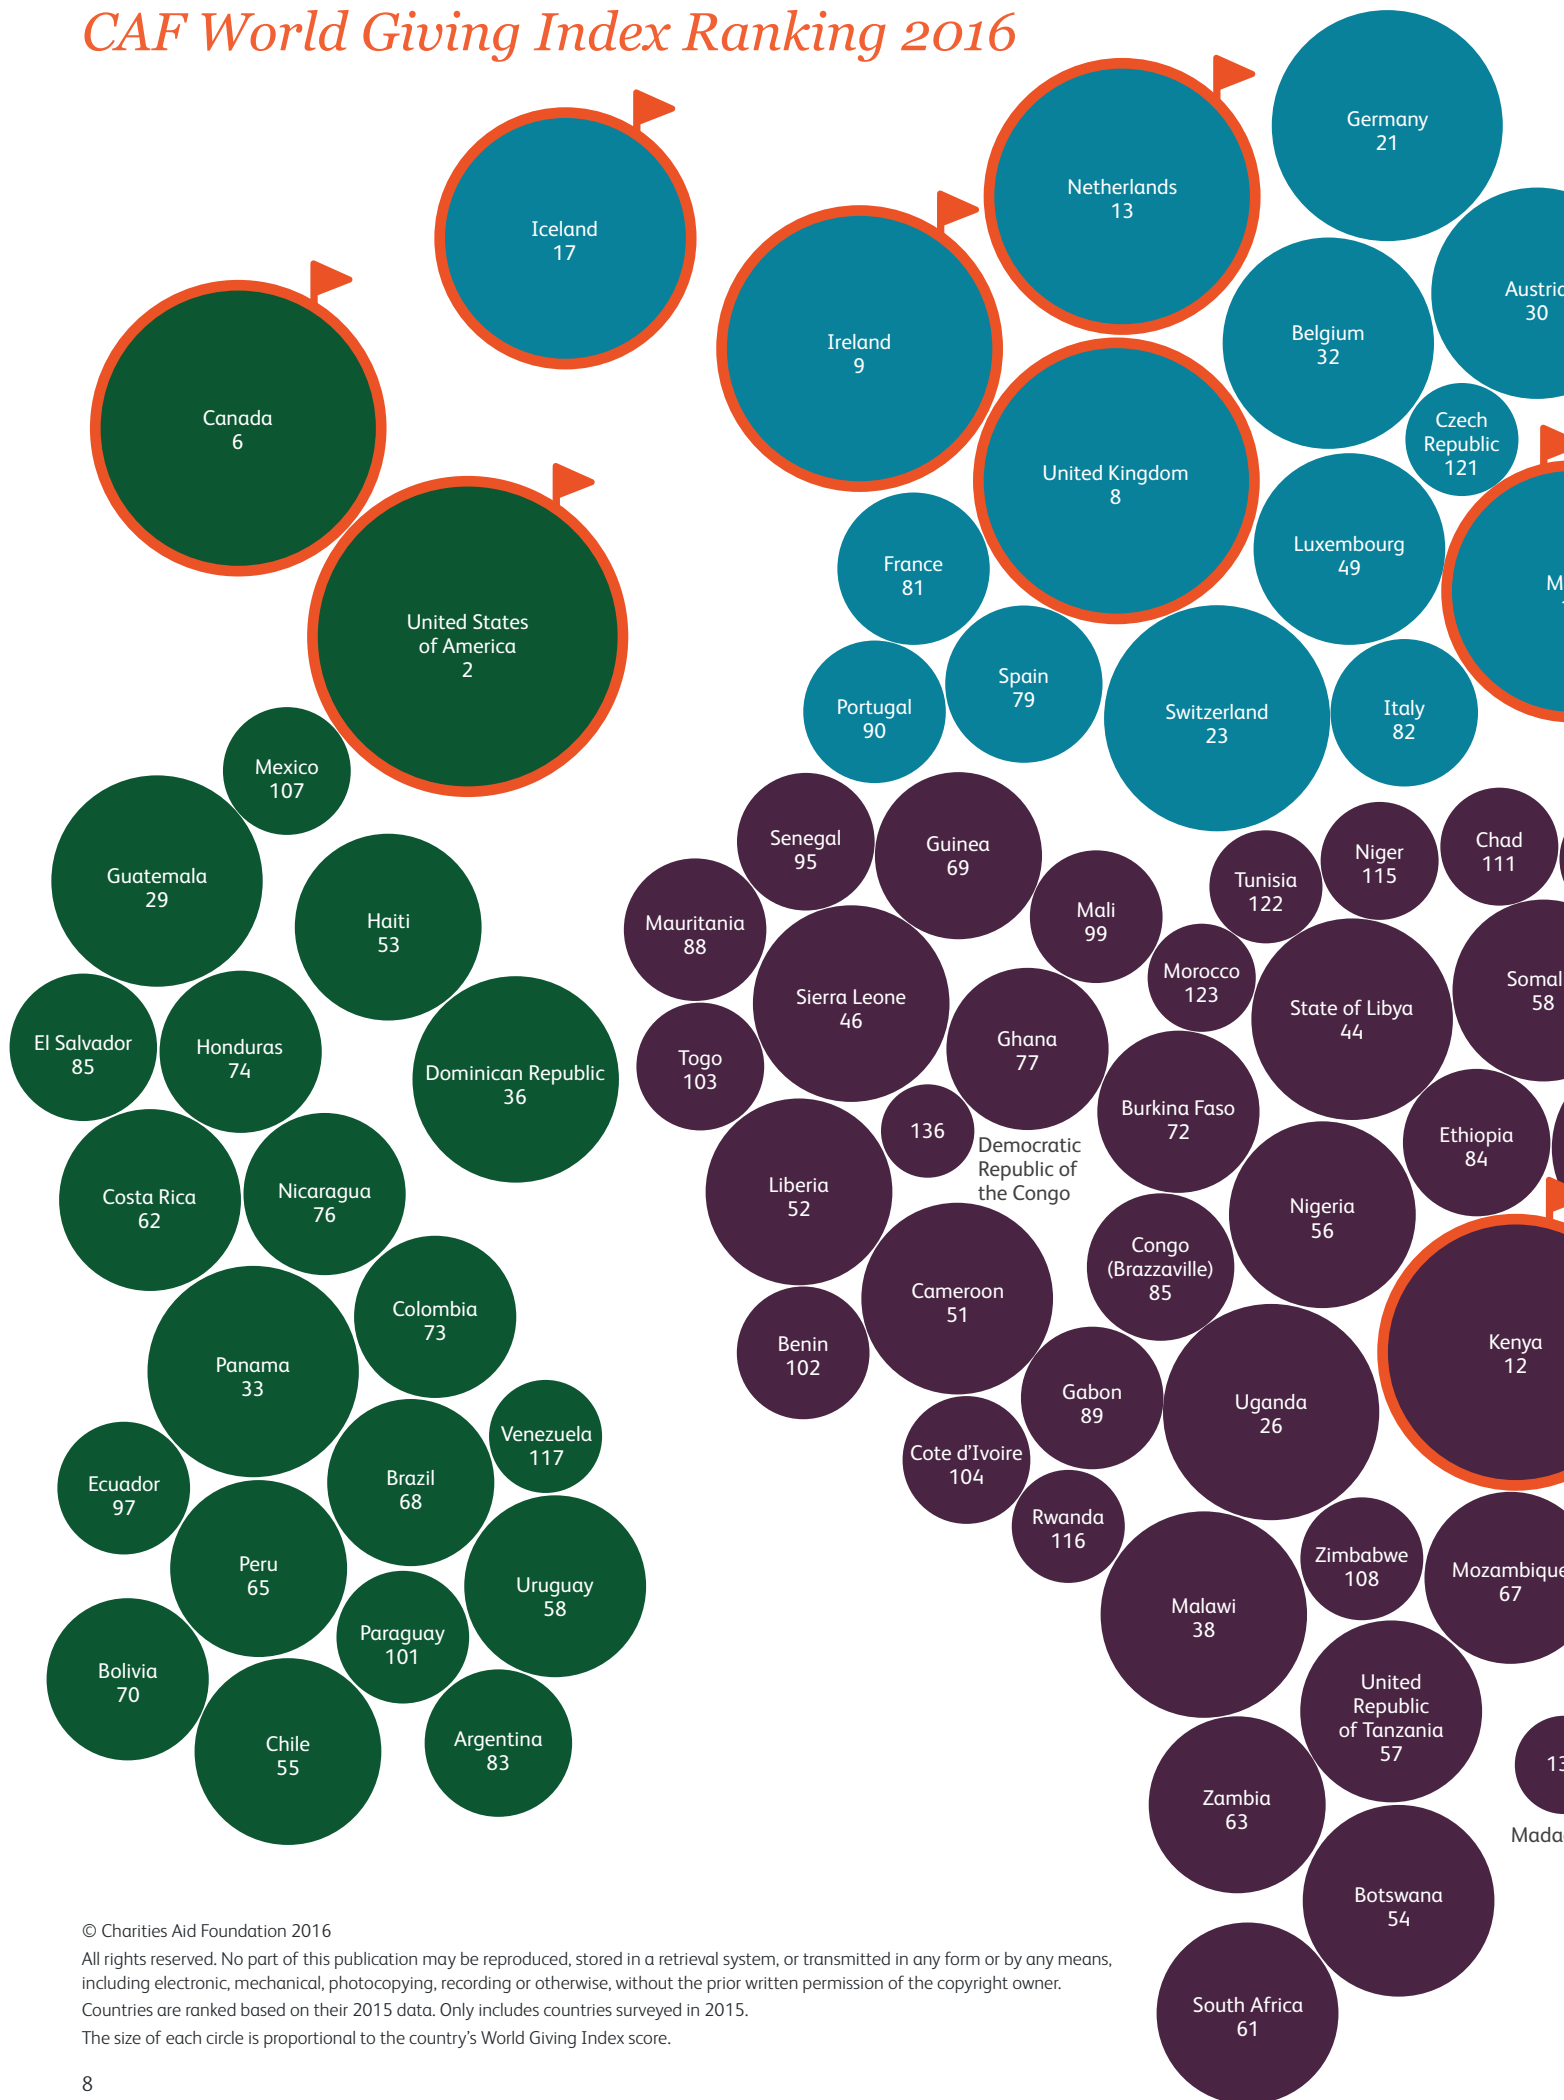 CAF World Giving Index Ranking 2016
Germany
21
Netherlands
13
Iceland
17
Austria
30
Belgium
32
Ireland
9
Canada
6
Czech
Republic
121
United Kingdom
8
Luxembourg
49
France
81
United States
of America
2
Spain
79
Portugal
90
Switzerland
23
Italy
82
Mexico
107
Guatemala
29
Haiti
53
El Salvador
85
Honduras
74
Dominican Republic
36
Costa Rica
62
Nicaragua
76
Colombia
73
Panama
33
Venezuela
117
Ecuador
97
Brazil
68
Peru
65
Uruguay
58
Paraguay
101
Bolivia
70
Chile
55
Argentina
83
Senegal
95
Guinea
69
Mali
99
Tunisia
122
Niger
115
Chad
111
Mauritania
88
Sierra Leone
46
Morocco
123
State of Libya
44
Somal
58
Togo
103
Ghana
77
136
Democratic
Republic of
the Congo
Burkina Faso
72
Ethiopia
84
Liberia
52
Nigeria
56
Congo
(Brazzaville)
85
Cameroon
51
Benin
102
Kenya
12
Gabon
89
Uganda
26
Cote d'Ivoire
104
Rwanda
116
Zimbabwe
108
Mozambique
67
Malawi
38
United
Republic
of Tanzania
57
13
Mada
Zambia
63
Botswana
54
South Africa
61
© Charities Aid Foundation 2016
All rights reserved. No part of this publication may be reproduced, stored in a retrieval system, or transmitted in any form or by any means,
including electronic, mechanical, photocopying, recording or otherwise, without the prior written permission of the copyright owner.
Countries are ranked based on their 2015 data. Only includes countries surveyed in 2015.
The size of each circle is proportional to the country's World Giving Index score.
8